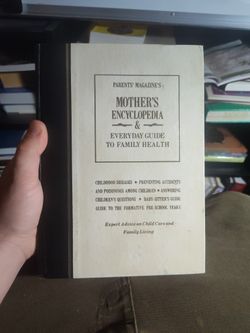 PARENTS' MAGAZINE'S
MOTHER'S
ENCYCLOPEDIA
&
EVERYDAY GUIDE
TO FAMILY HEALTH
CHILDHOOD DISEASES • PREVENTING ACCIDENTS
AND POISONINGS AMONG CHILDREN • ANSWERING
CHILDREN'S QUESTIONS • BABY-SITTER'S GUIDE
GUIDE TO THE FORMATIVE PRE-SCHOOL YEARS
Expert Advice on Child Care and
Family Living